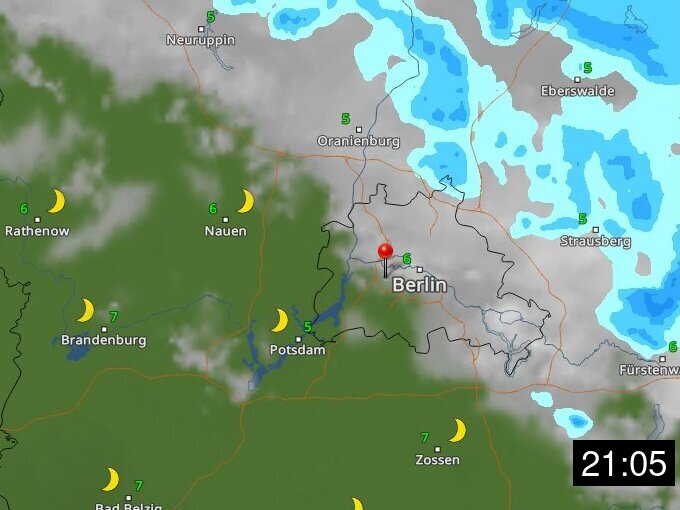 5
Neuruppin
5
Eberswalde
5
Oranienburg
6
Rathenow
6
Nauen
5
Strausberg
6
Berlin
7
Brandenburg
5
Potsdam
6
Fürstenwa
7
Zossen
21:05
7
Bad Belzig